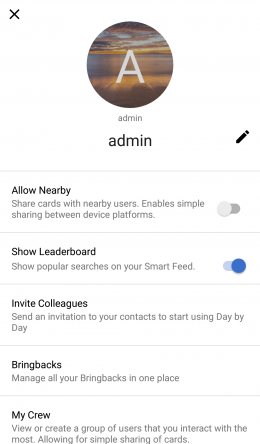 A
admin
admin
Allow Nearby
Share cards with nearby users. Enables simple
sharing between device platforms.
Show Leaderboard
Show popular searches on your Smart Feed.
Invite Colleagues
Send an invitation to your contacts to start using Day by
Day
Bringbacks
Manage all your Bringbacks in one place
My Crew
View or create a group of users that you interact with the
most. Allowing for simple sharing of cards.